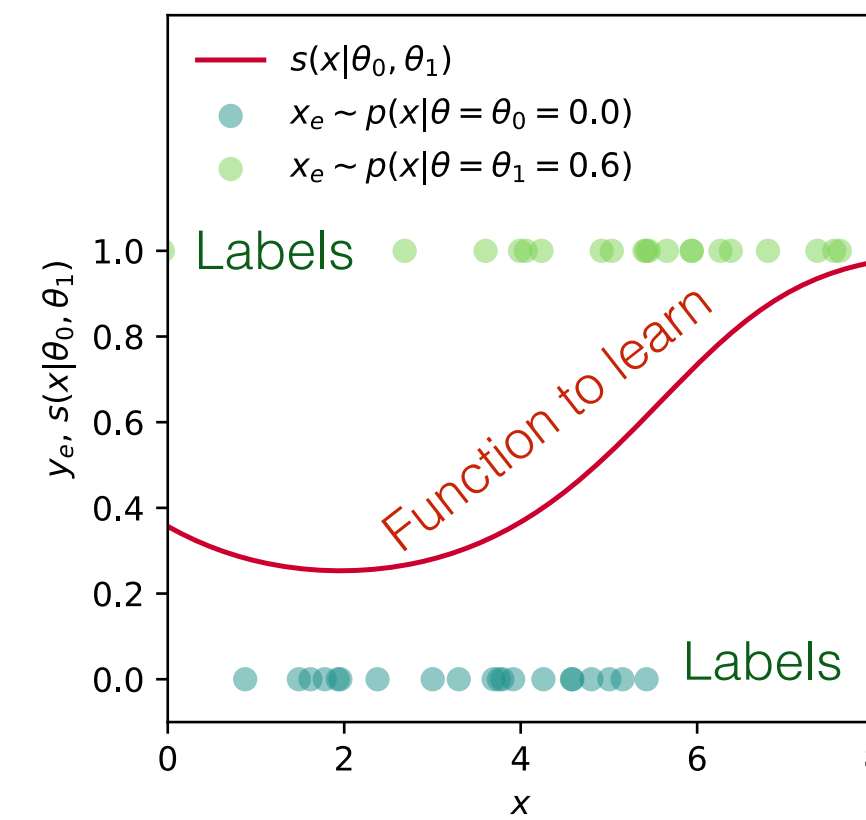 s(x|θ₀, θ₁)
xₑ ~ p(x|θ = θ₀ = 0.0)
xₑ ~ p(x|θ = θ₁ = 0.6)
Labels
1.0
0.8
0.6
0.4
0.2
0.0
yₑ, s(x|θ₀, θ₁)
Function to learn
Labels
0
2
4
6
x